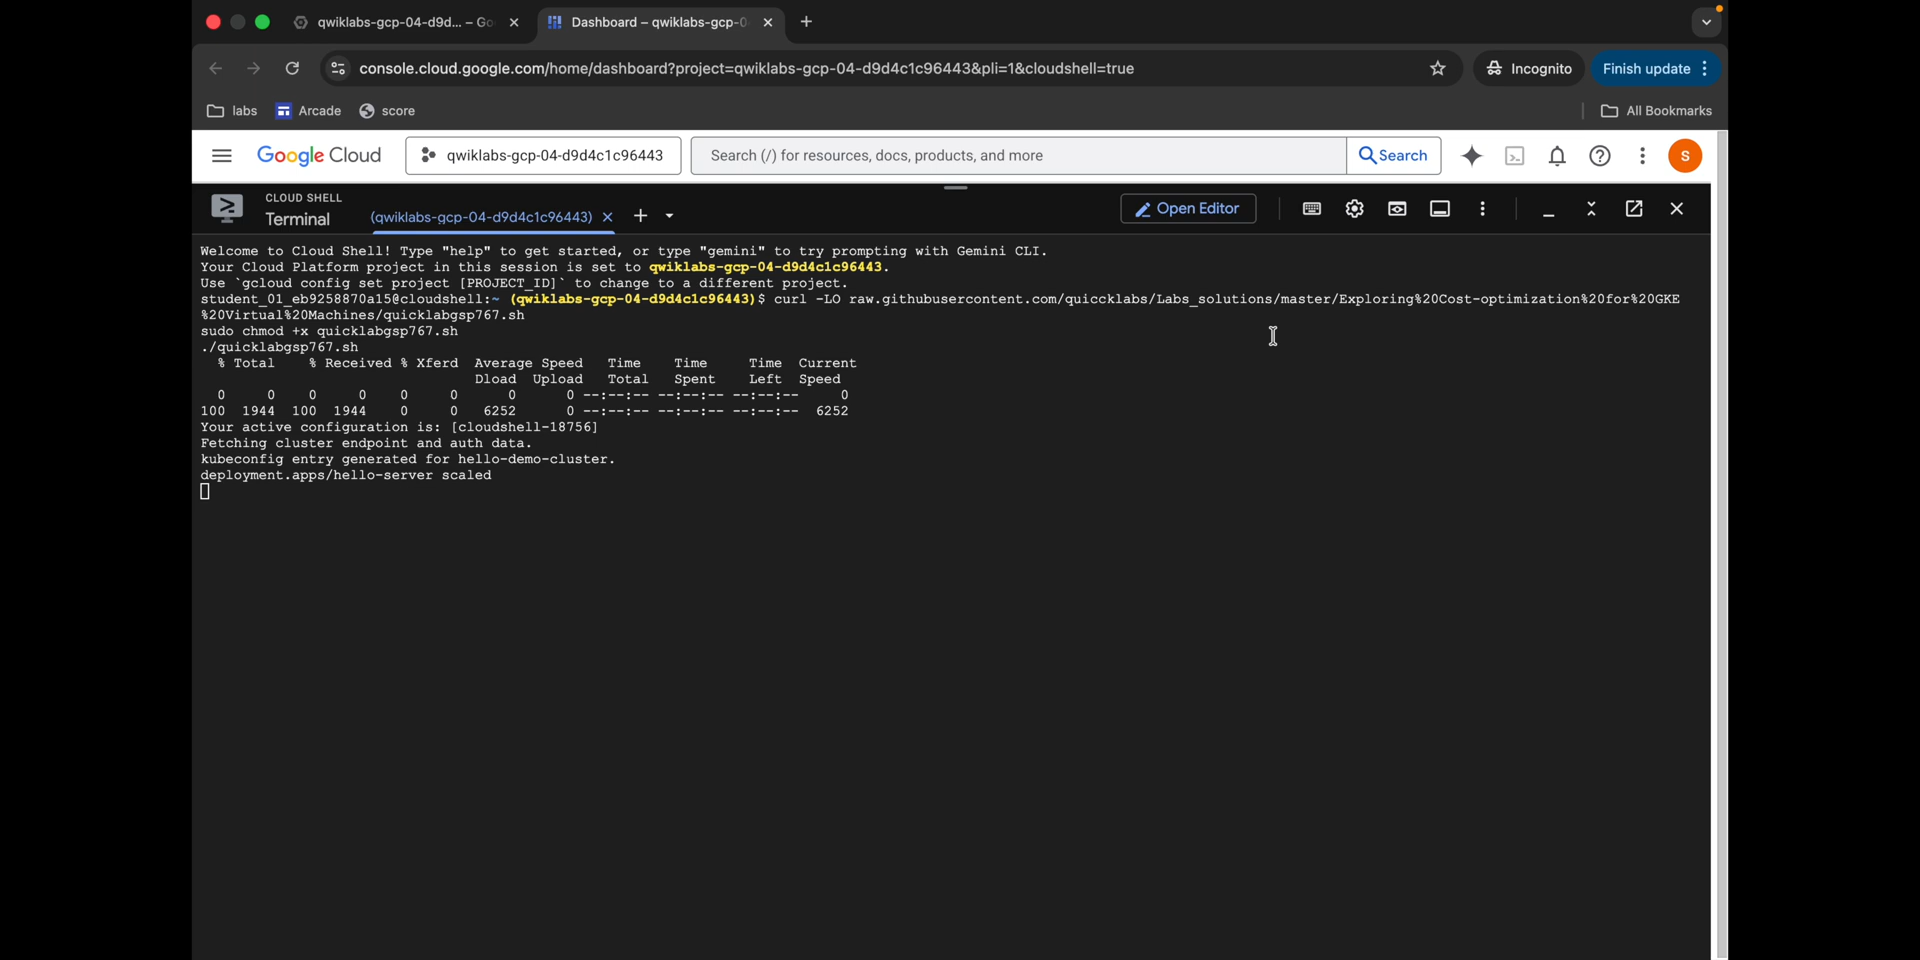 qwiklabs-gcp-04-d9d... – Go
Dashboard – qwiklabs-gcp-0
console.cloud.google.com/home/dashboard?project=qwiklabs-gcp-04-d9d4c1c96443&pli=1&cloudshell=true
Incognito
Finish update
labs
Arcade
score
All Bookmarks
Google Cloud
qwiklabs-gcp-04-d9d4c1c96443
Search (/) for resources, docs, products, and more
Search
S
CLOUD SHELL
Terminal
(qwiklabs-gcp-04-d9d4c1c96443)
Open Editor
Welcome to Cloud Shell! Type "help" to get started, or type "gemini" to try prompting with Gemini CLI.
Your Cloud Platform project in this session is set to qwiklabs-gcp-04-d9d4c1c96443.
Use `gcloud config set project [PROJECT_ID]` to change to a different project.
student_01_eb9258870a15@cloudshell:~ (qwiklabs-gcp-04-d9d4c1c96443)$ curl -LO raw.githubusercontent.com/quiccklabs/Labs_solutions/master/Exploring%20Cost-optimization%20for%20GKE
%20Virtual%20Machines/quicklabgsp767.sh
sudo chmod +x quicklabgsp767.sh
./quicklabgsp767.sh
% Total % Received % Xferd Average Speed Time Time Time Current
Dload Upload Total Spent Left Speed
0 0 0 0 0 0 0 0 --:--:-- --:--:-- --:--:-- 0
100 1944 100 1944 0 0 6252 0 --:--:-- --:--:-- --:--:-- 6252
Your active configuration is: [cloudshell-18756]
Fetching cluster endpoint and auth data.
kubeconfig entry generated for hello-demo-cluster.
deployment.apps/hello-server scaled